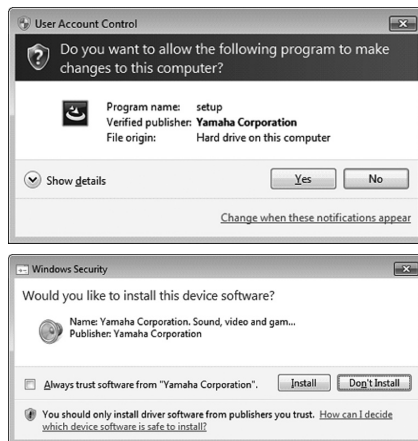 User Account Control
Do you want to allow the following program to make
changes to this computer?
Program name: setup
Verified publisher: Yamaha Corporation
File origin: Hard drive on this computer
Show details
Yes
No
Change when these notifications appear
Windows Security
Would you like to install this device software?
Name: Yamaha Corporation. Sound, video and gam...
Publisher: Yamaha Corporation
Always trust software from "Yamaha Corporation".
Install
Don't Install
You should only install driver software from publishers you trust. How can I decide
which device software is safe to install?